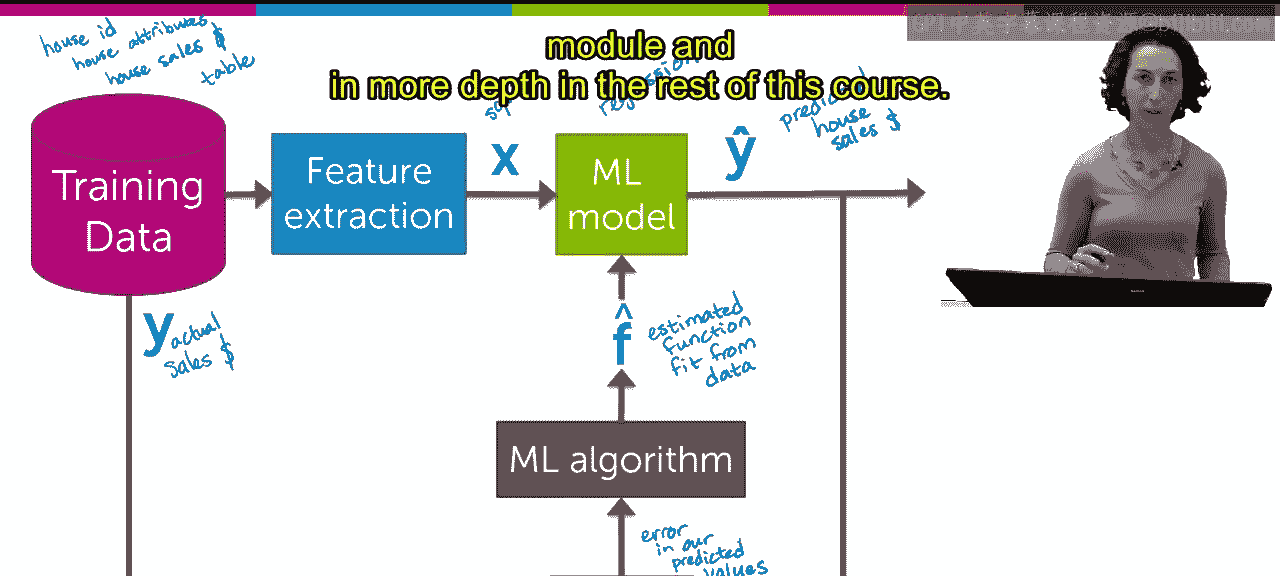 house id
house attributes
house sales $
table
module and
in more depth in the rest of this course.
Training
Data
Feature
extraction
x
ML
model
ŷ
predicted
house
sales $
y actual
sales $
f̂
estimated
function
fit from
data
ML algorithm
error
in our
predicted
values